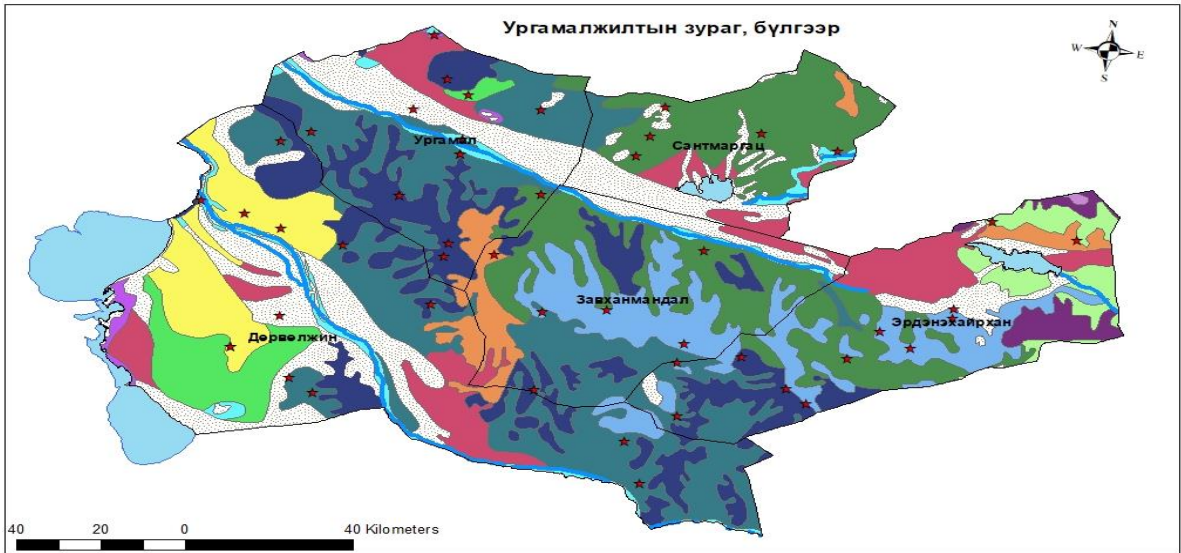 Ургамалжилтын зураг, бүлгээр
N
W E
S
Ургамал
Сантмаргац
Завханмандал
Эрдэнэхайрхан
Дөрвөлжин
40 20 0 40 Kilometers